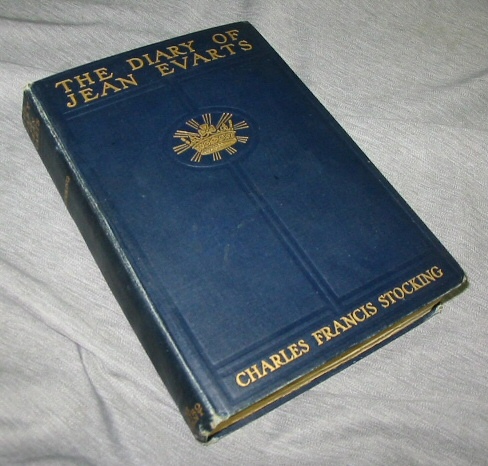 THE DIARY OF
JEAN EVARTS
CHARLES FRANCIS STOCKING